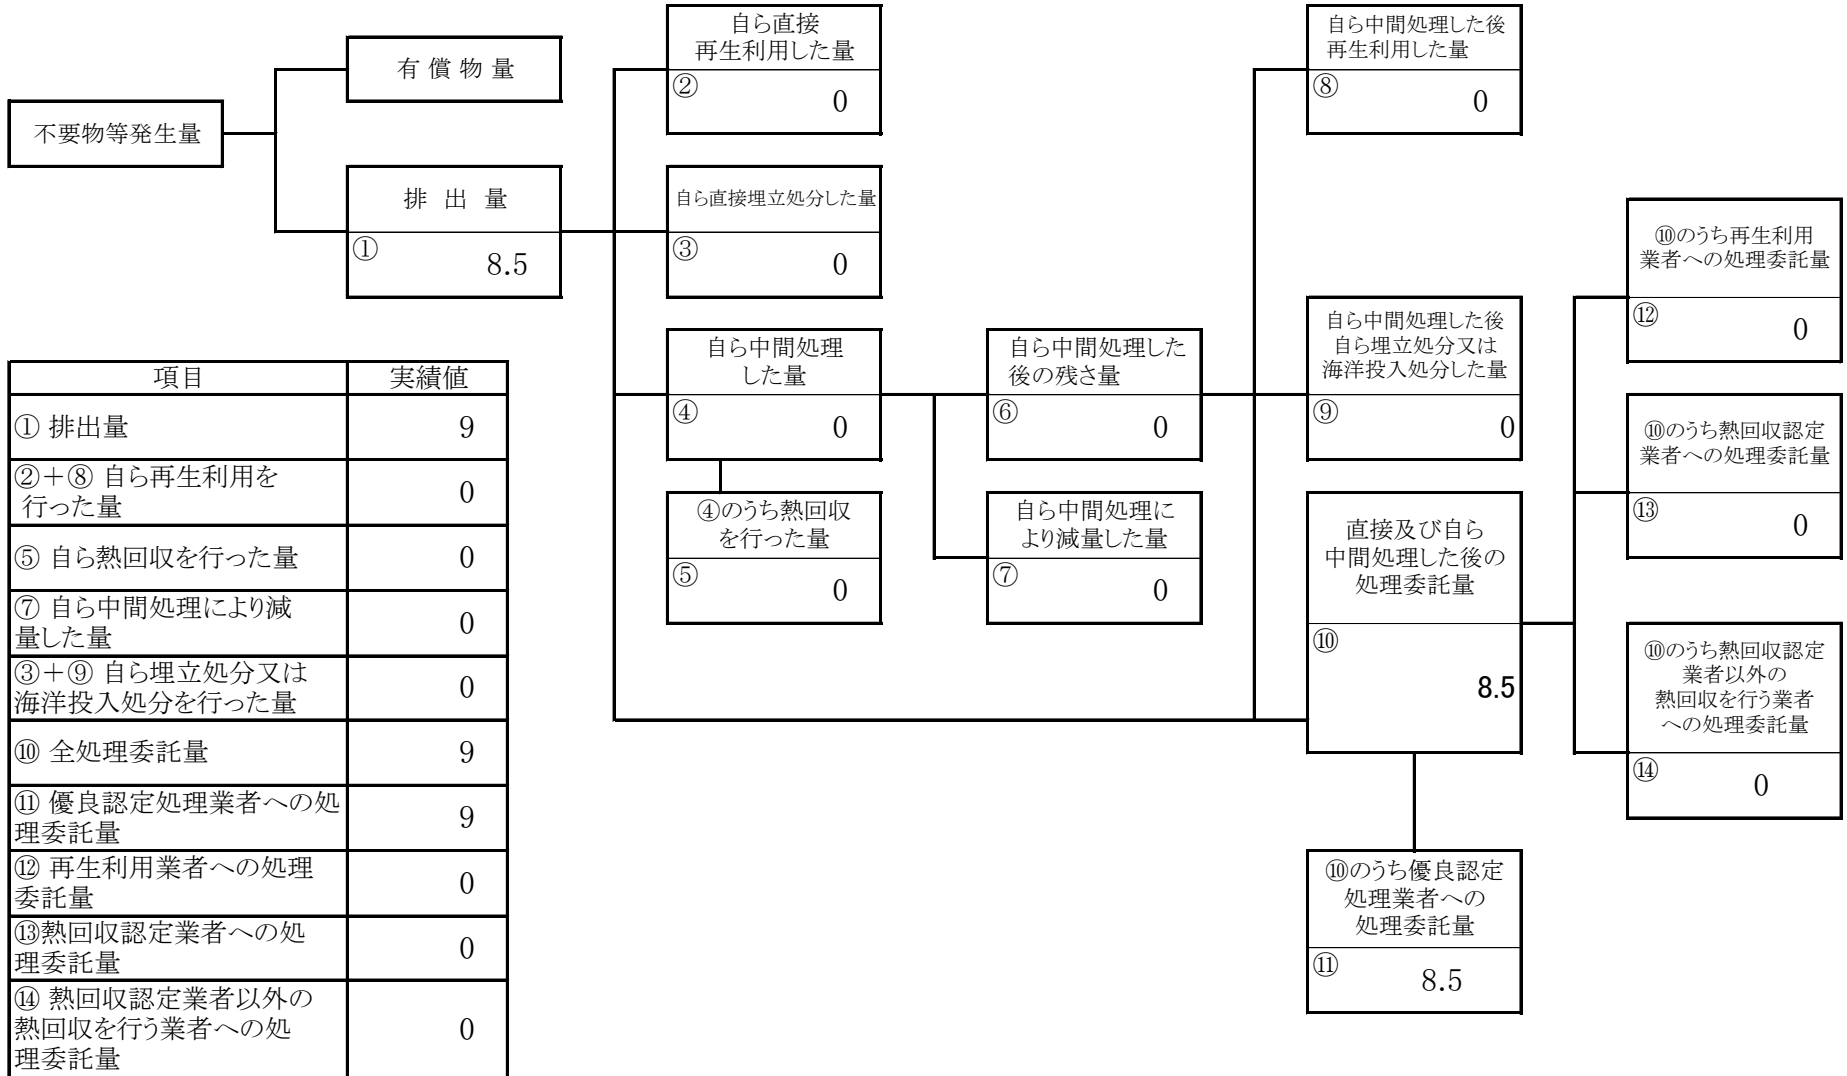 有 償 物 量
不要物等発生量
排 出 量
① 8.5
自ら直接
再生利用した量
② 0
自ら直接埋立処分した量
③ 0
自ら中間処理
した量
④ 0
④のうち熱回収
を行った量
⑤ 0
自ら中間処理した
後の残さ量
⑥ 0
自ら中間処理に
より減量した量
⑦ 0
自ら中間処理した後
再生利用した量
⑧ 0
自ら中間処理した後
自ら埋立処分又は
海洋投入処分した量
⑨ 0
直接及び自ら
中間処理した後の
処理委託量
⑩
8.5
⑩のうち優良認定
処理業者への
処理委託量
⑪ 8.5
⑩のうち再生利用
業者への処理委託量
⑫ 0
⑩のうち熱回収認定
業者への処理委託量
⑬ 0
⑩のうち熱回収認定
業者以外の
熱回収を行う業者
への処理委託量
⑭ 0
項目 実績値
① 排出量 9
②+⑧ 自ら再生利用を
行った量 0
⑤ 自ら熱回収を行った量 0
⑦ 自ら中間処理により減
量した量 0
③+⑨ 自ら埋立処分又は
海洋投入処分を行った量 0
⑩ 全処理委託量 9
⑪ 優良認定処理業者への処
理委託量 9
⑫ 再生利用業者への処理
委託量 0
⑬熱回収認定業者への処
理委託量 0
⑭ 熱回収認定業者以外の
熱回収を行う業者への処
理委託量 0